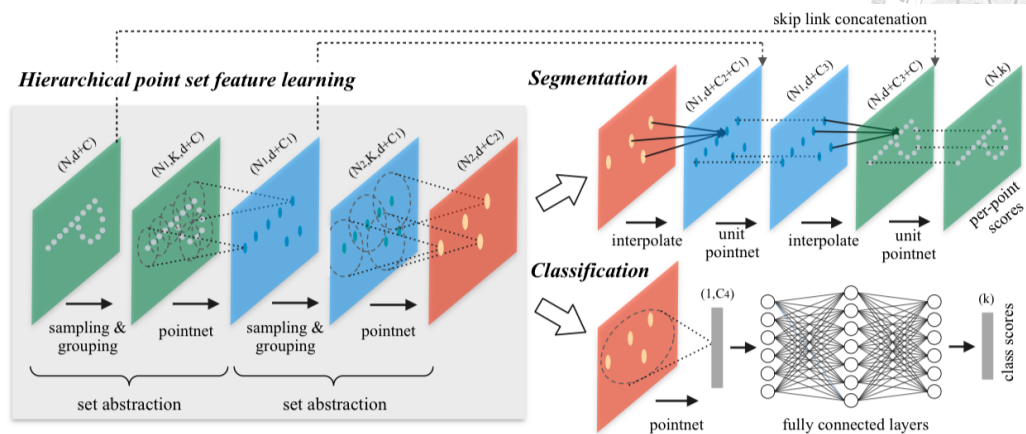 skip link concatenation
Hierarchical point set feature learning
(N,d+C)
(N1,K,d+C)
(N1,d+C1)
(N2,K,d+C1)
(N2,d+C2)
sampling &
grouping
pointnet
sampling &
grouping
pointnet
set abstraction
set abstraction
Segmentation
(N1,d+C2+C1)
(N1,d+C3)
(N,d+C3+C)
(N,k)
interpolate
unit
pointnet
interpolate
unit
pointnet
per-point
scores
Classification
(1,C4)
(k)
class scores
pointnet
fully connected layers